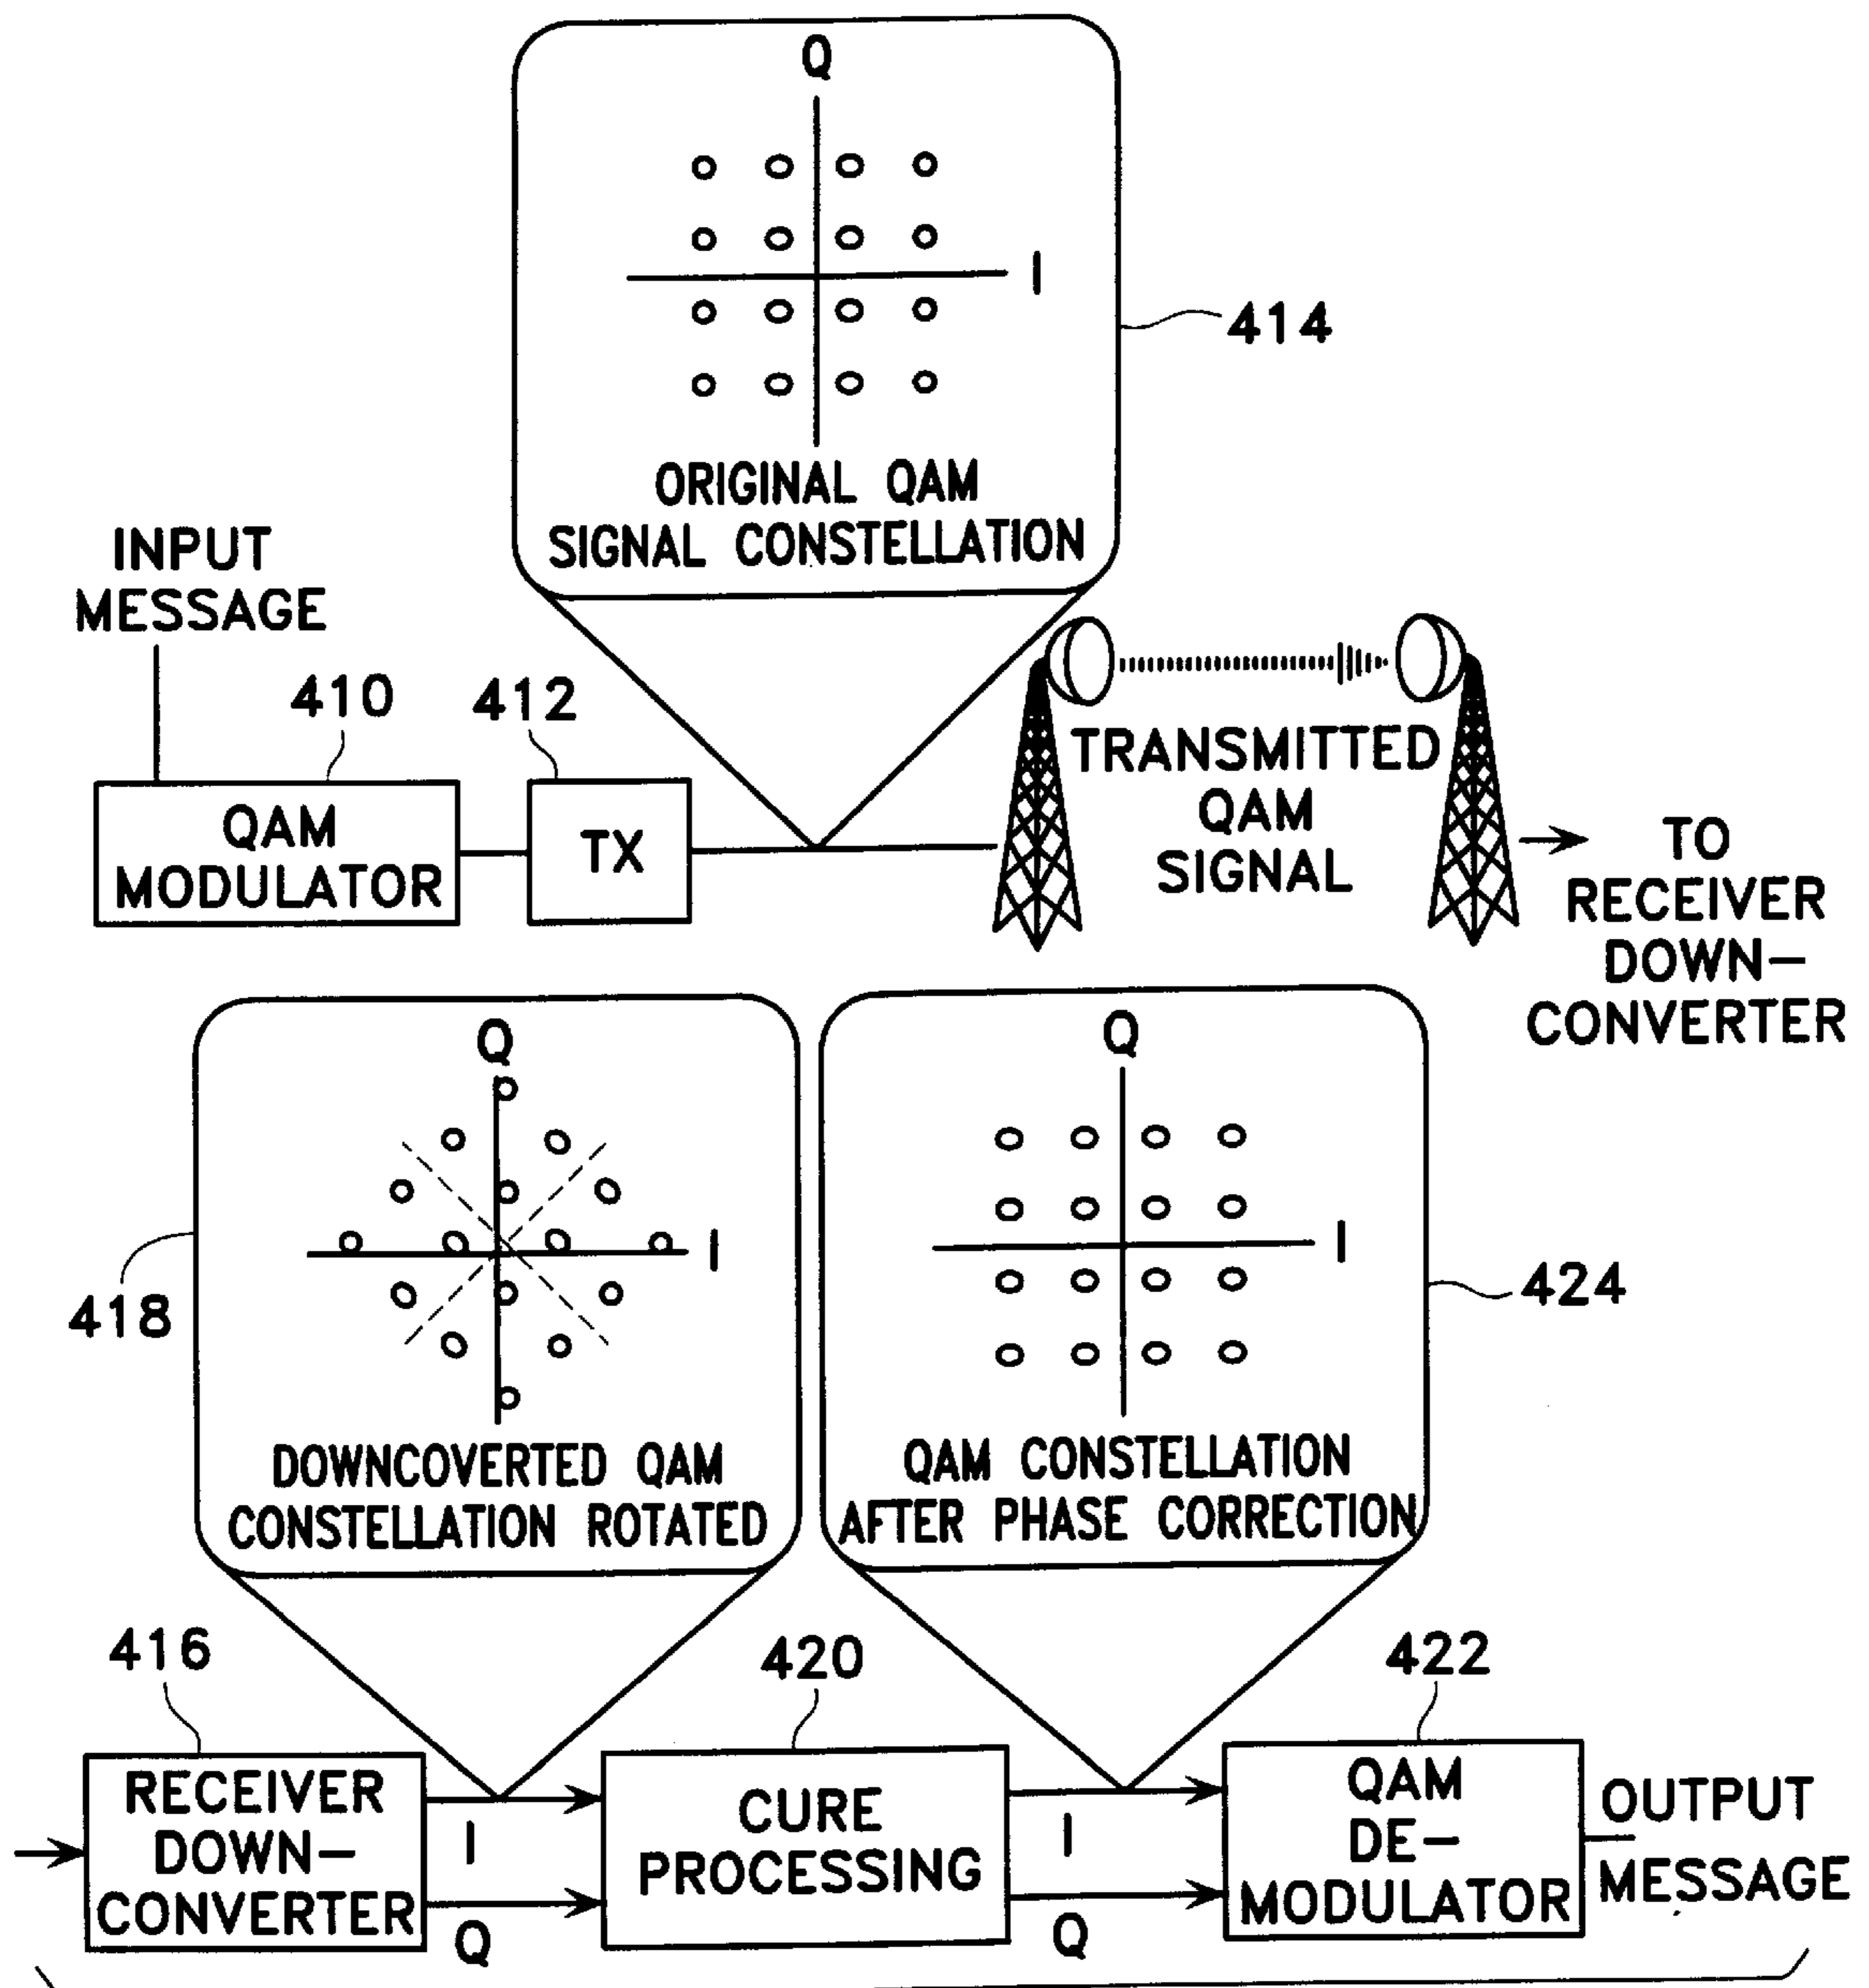 Q
I
414
ORIGINAL QAM
SIGNAL CONSTELLATION
INPUT
MESSAGE
410
412
QAM
MODULATOR
TX
TRANSMITTED
QAM
SIGNAL
TO
RECEIVER
DOWN-
CONVERTER
Q
I
418
DOWNCOVERTED QAM
CONSTELLATION ROTATED
Q
I
424
QAM CONSTELLATION
AFTER PHASE CORRECTION
416
420
422
RECEIVER
DOWN-
CONVERTER
I
Q
CURE
PROCESSING
I
Q
QAM
DE-
MODULATOR
OUTPUT
MESSAGE